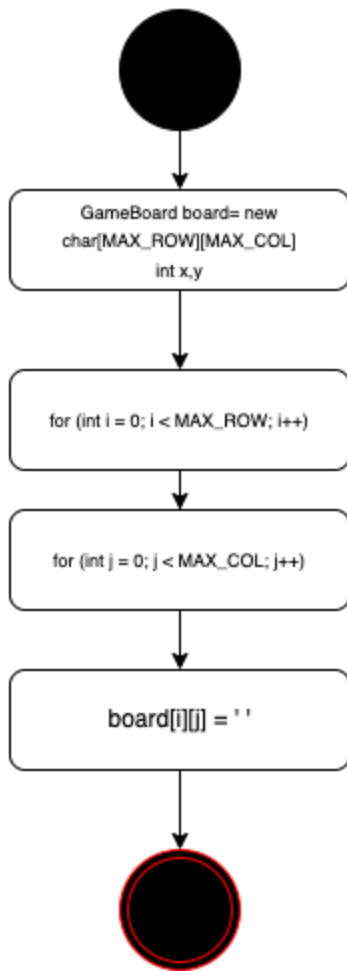 GameBoard board= new
char[MAX_ROW][MAX_COL]
int x,y
for (int i = 0; i < MAX_ROW; i++)
for (int j = 0; j < MAX_COL; j++)
board[i][j] = ' '